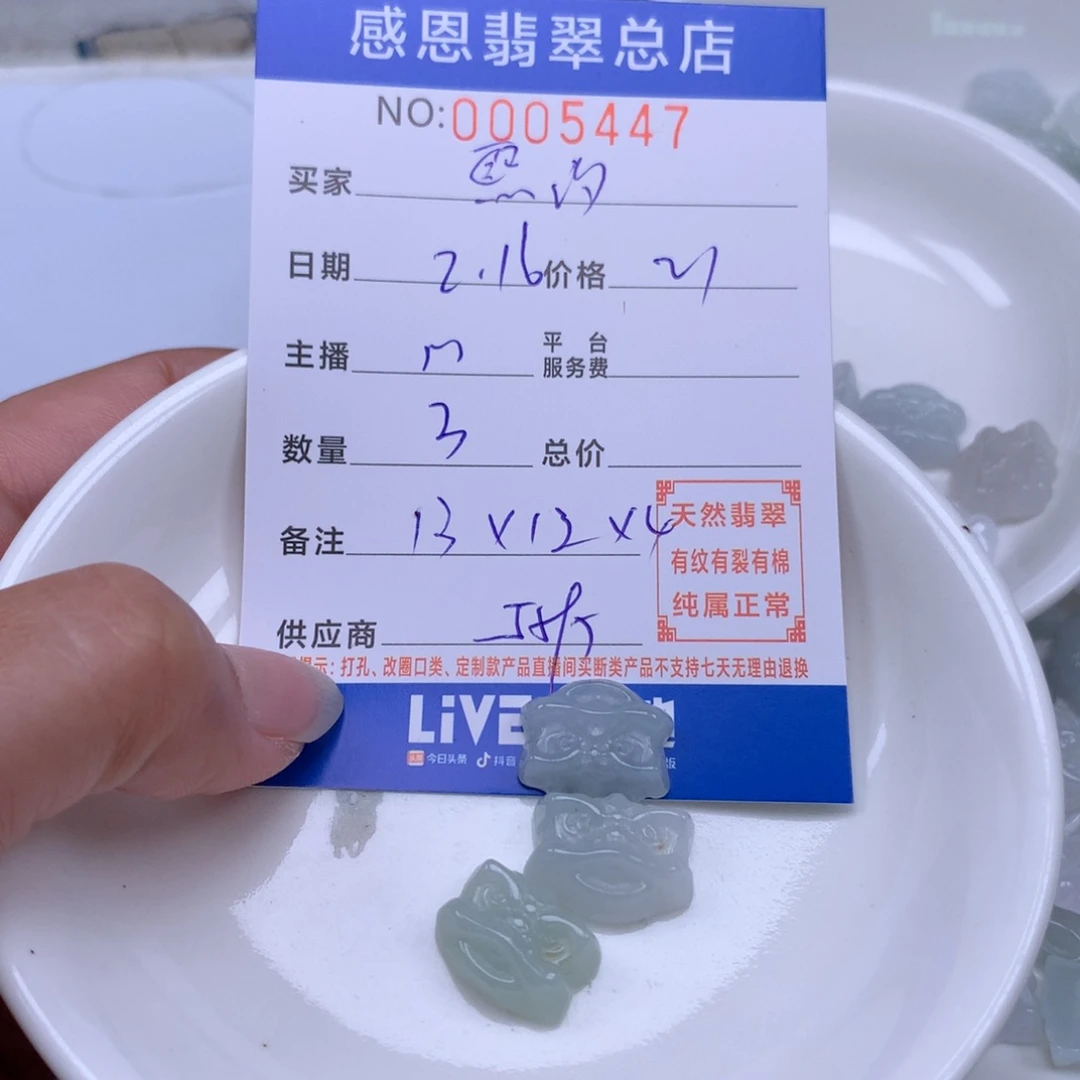 感恩翡翠总店
NO:0005447
买家
日期 2.16 价格 21
主播 m 平台服务费
数量 3 总价
备注 13×12×4
供应商
天然翡翠
有纹有裂有棉
纯属正常
提示：打孔、改圈口类、定制款产品直播间买断类产品不支持七天无理由退换
LiVE
今日头条 抖音